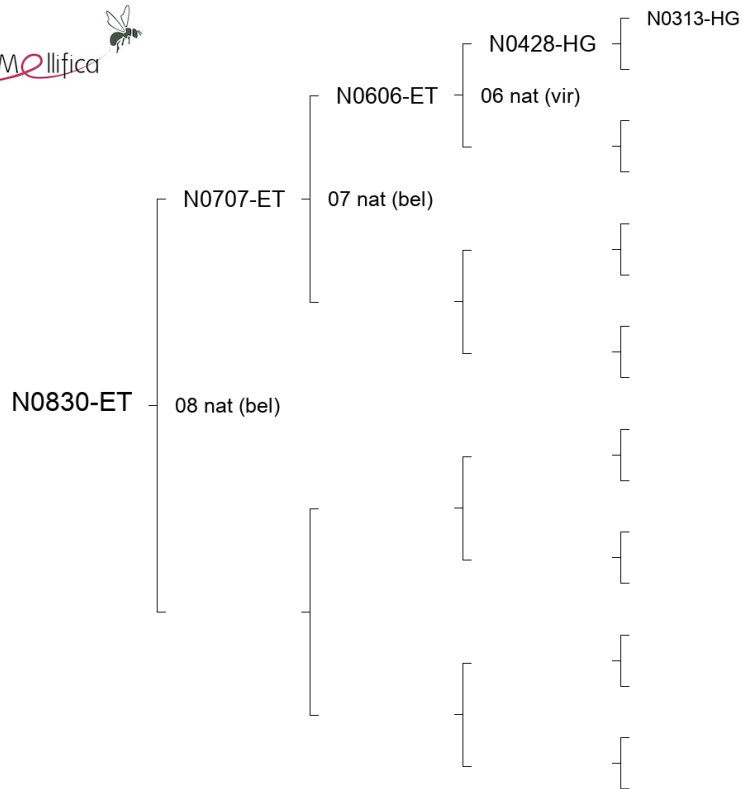 Mellifica
N0313-HG
N0428-HG
N0606-ET
06 nat (vir)
N0707-ET
07 nat (bel)
N0830-ET
08 nat (bel)